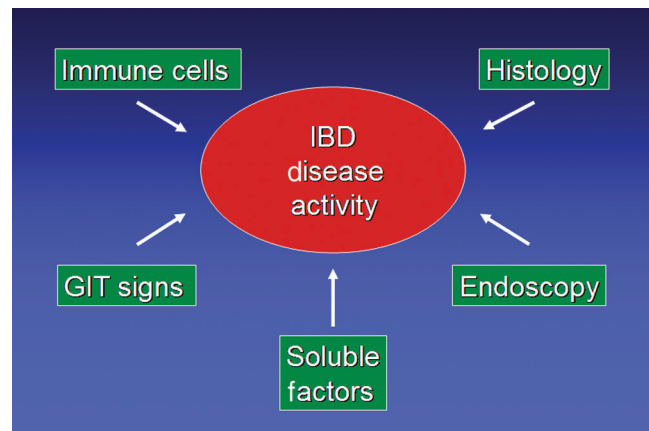 Immune cells
Histology
IBD
disease
activity
GIT signs
Endoscopy
Soluble
factors